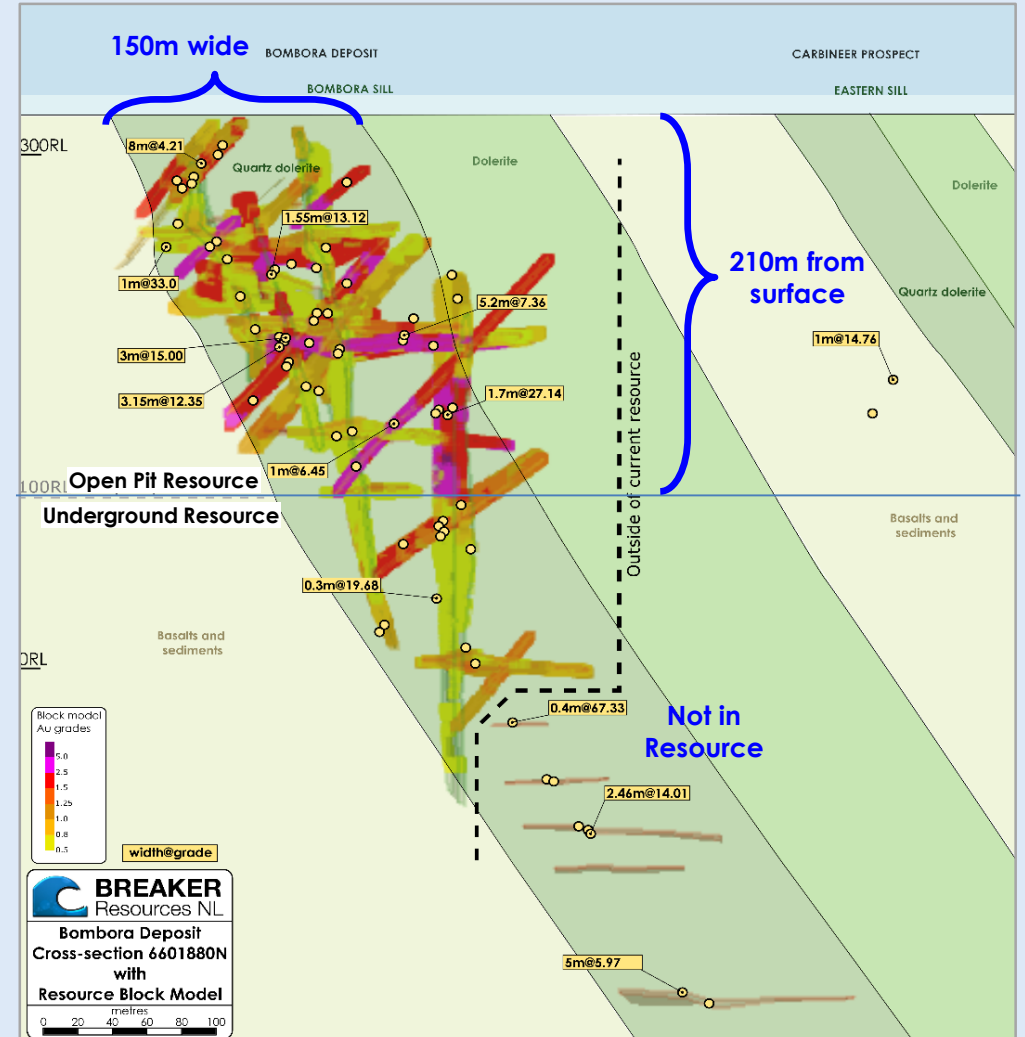 150m wide
BOMBORA DEPOSIT
CARBINEER PROSPECT
BOMBORA SILL
EASTERN SILL
300RL
8m@4.21
Quartz dolerite
Dolerite
Dolerite
1.55m@13.12
1m@33.0
210m from
surface
Quartz dolerite
5.2m@7.36
1m@14.76
3m@15.00
3.15m@12.35
1.7m@27.14
Outside of current resource
1m@6.45
100RL
Open Pit Resource
Underground Resource
Basalts and
sediments
0.3m@19.68
Basalts and
sediments
0RL
0.4m@67.33
Not in
Resource
Block model
Au grades
5.0
2.5
1.5
1.25
1.0
0.8
0.5
2.46m@14.01
width@grade
BREAKER
Resources NL
Bombora Deposit
Cross-section 6601880N
with
Resource Block Model
metres
0 20 40 60 80 100
5m@5.97